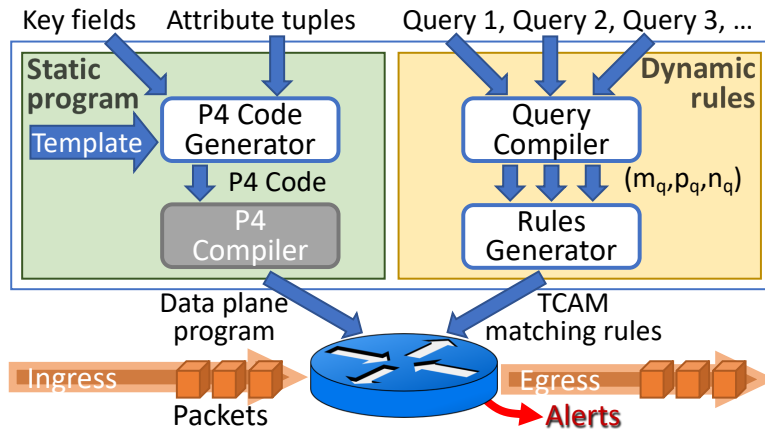 Key fields
Attribute tuples
Query 1, Query 2, Query 3, ...
Static
program
Dynamic
rules
Template
P4 Code
Generator
Query
Compiler
P4 Code
(mq,pq,nq)
P4
Compiler
Rules
Generator
Data plane
program
TCAM
matching rules
Ingress
Egress
Packets
Alerts